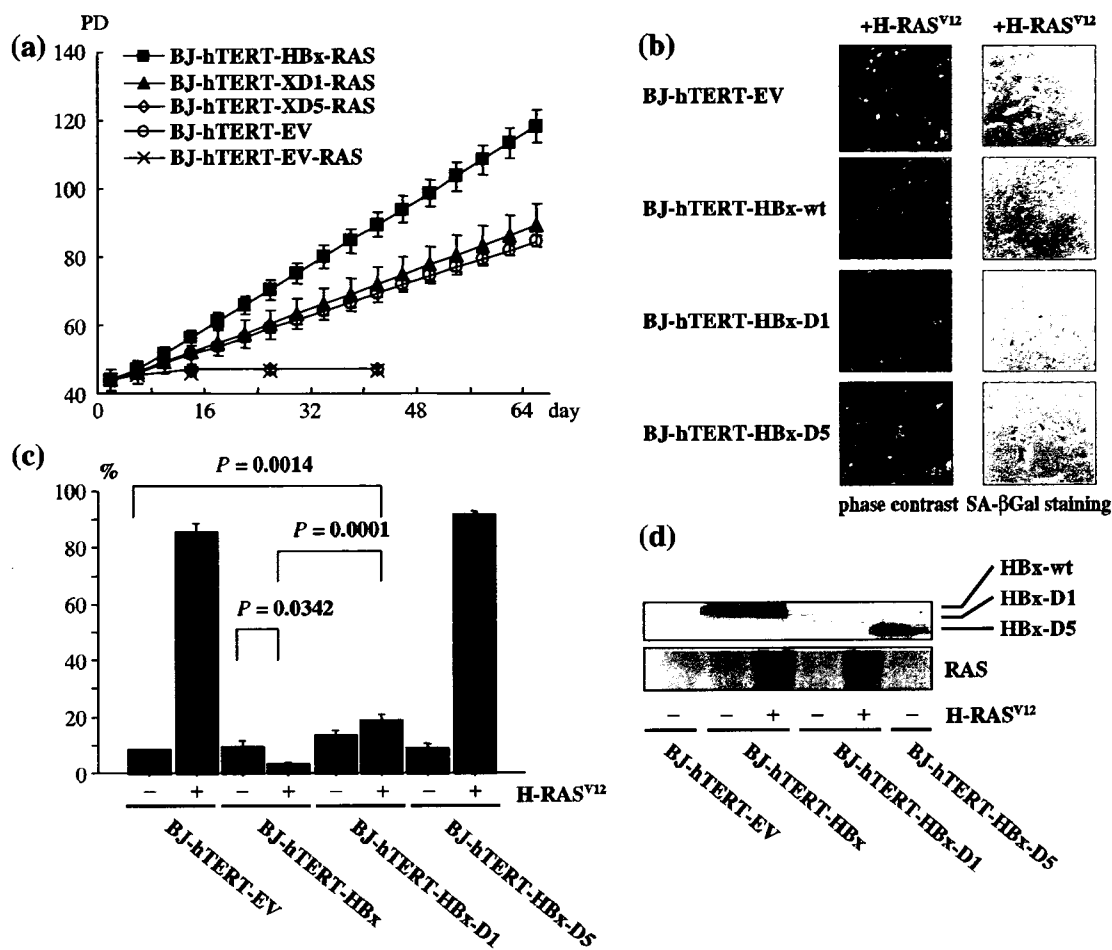 (a)
PD
140
120
100
80
60
40
0
16
32
48
64
day
BJ-hTERT-HBx-RAS
BJ-hTERT-XD1-RAS
BJ-hTERT-XD5-RAS
BJ-hTERT-EV
BJ-hTERT-EV-RAS
(b)
+H-RASV12 +H-RASV12
BJ-hTERT-EV
BJ-hTERT-HBx-wt
BJ-hTERT-HBx-D1
BJ-hTERT-HBx-D5
phase contrast SA-βGal staining
(c)
%
100
80
60
40
20
0
P = 0.0014
P = 0.0001
P = 0.0342
− + − + − + − + H-RASV12
BJ-hTERT-EV
BJ-hTERT-HBx
BJ-hTERT-HBx-D1
BJ-hTERT-HBx-D5
(d)
HBx-wt
HBx-D1
HBx-D5
RAS
− − + − + − H-RASV12
BJ-hTERT-EV
BJ-hTERT-HBx
BJ-hTERT-HBx-D1
BJ-hTERT-HBx-D5